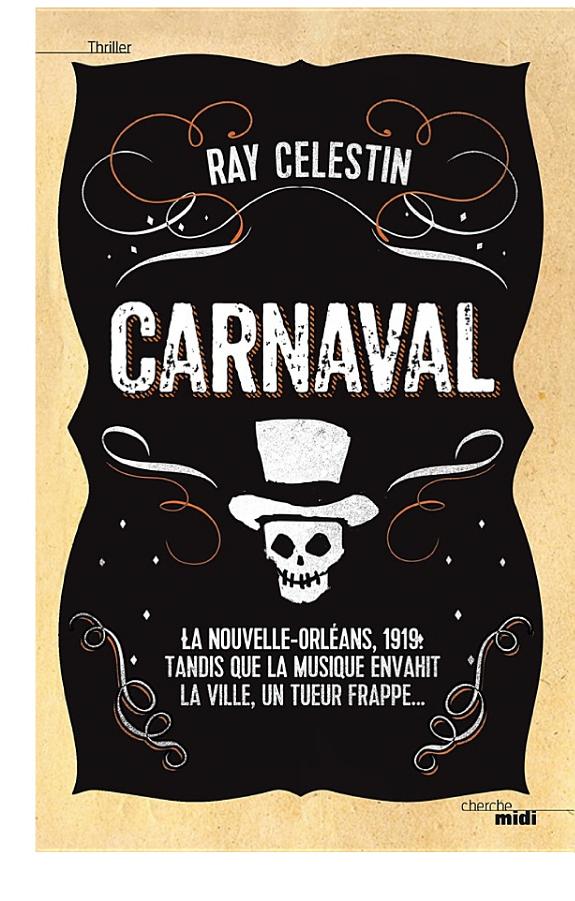 Thriller
RAY CELESTIN
CARNAVAL
LA NOUVELLE-ORLÉANS, 1919:
TANDIS QUE LA MUSIQUE ENVAHIT
LA VILLE, UN TUEUR FRAPPE...
cherche
midi